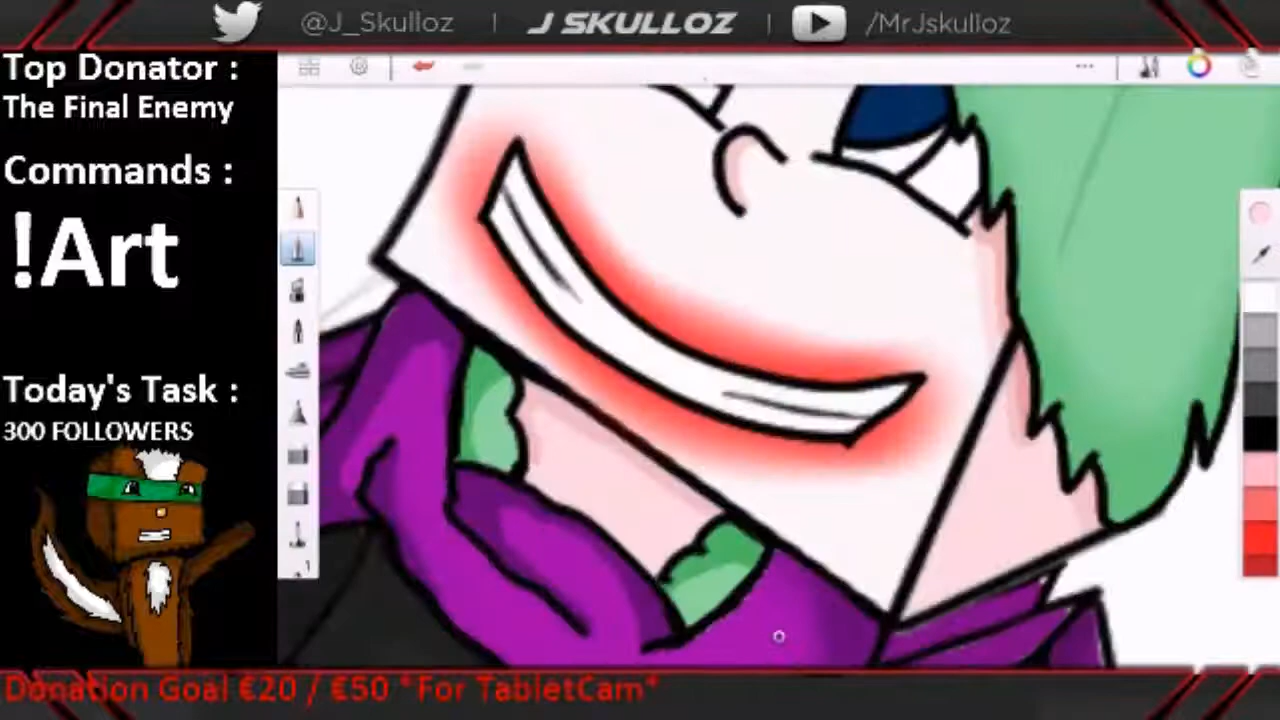 @J_Skulloz | J SKULLOZ | /MrJskulloz
Top Donator :
The Final Enemy
Commands :
!Art
Today's Task :
300 FOLLOWERS
Donation Goal €20 / €50 *For TabletCam*